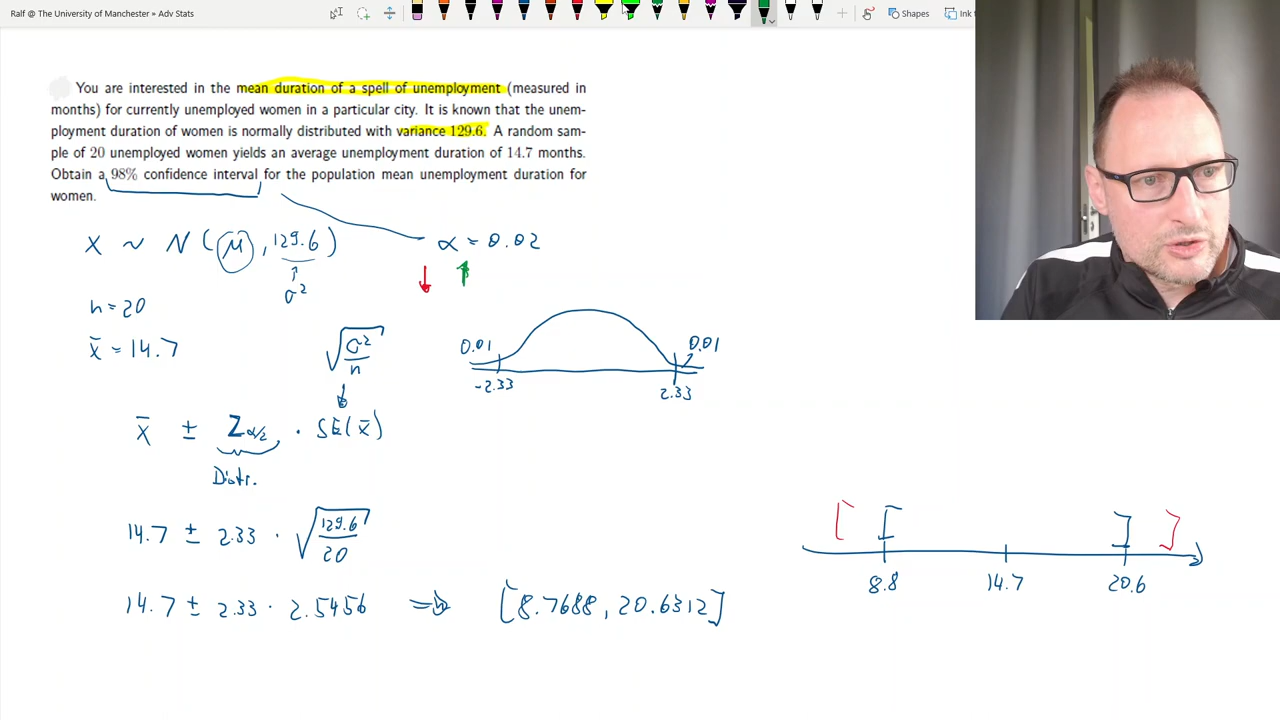 Ralf @ The University of Manchester » Adv Stats
Shapes
Ink t
You are interested in the mean duration of a spell of unemployment (measured in
months) for currently unemployed women in a particular city. It is known that the unem-
ployment duration of women is normally distributed with variance 129.6. A random sam-
ple of 20 unemployed women yields an average unemployment duration of 14.7 months.
Obtain a 98% confidence interval for the population mean unemployment duration for
women.
X ~ N(μ, 129.6)
↑
σ²
α = 0.02
↓ ↑
n = 20
x̄ = 14.7
√(σ²/n)
↓
0.01 0.01
-2.33 2.33
x̄ ± Z α/2 · SE(x̄)
Distr.
14.7 ± 2.33 · √(129.6/20)
14.7 ± 2.33 · 2.5456 ⇒ [8.7688, 20.6312]
[ [ ] ]
8.8 14.7 20.6